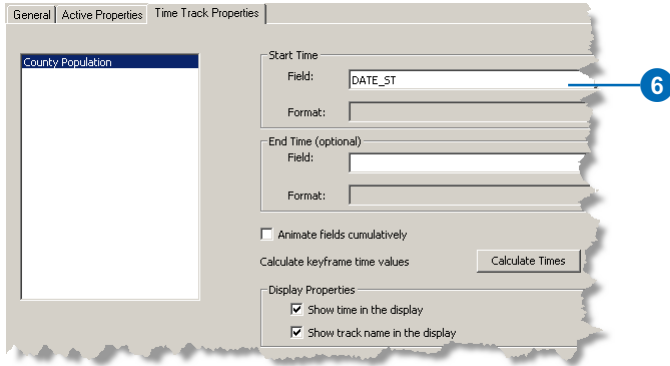 General Active Properties Time Track Properties
County Population
Start Time
Field: DATE_ST
6
Format:
End Time (optional)
Field:
Format:
Animate fields cumulatively
Calculate keyframe time values Calculate Times
Display Properties
Show time in the display
Show track name in the display